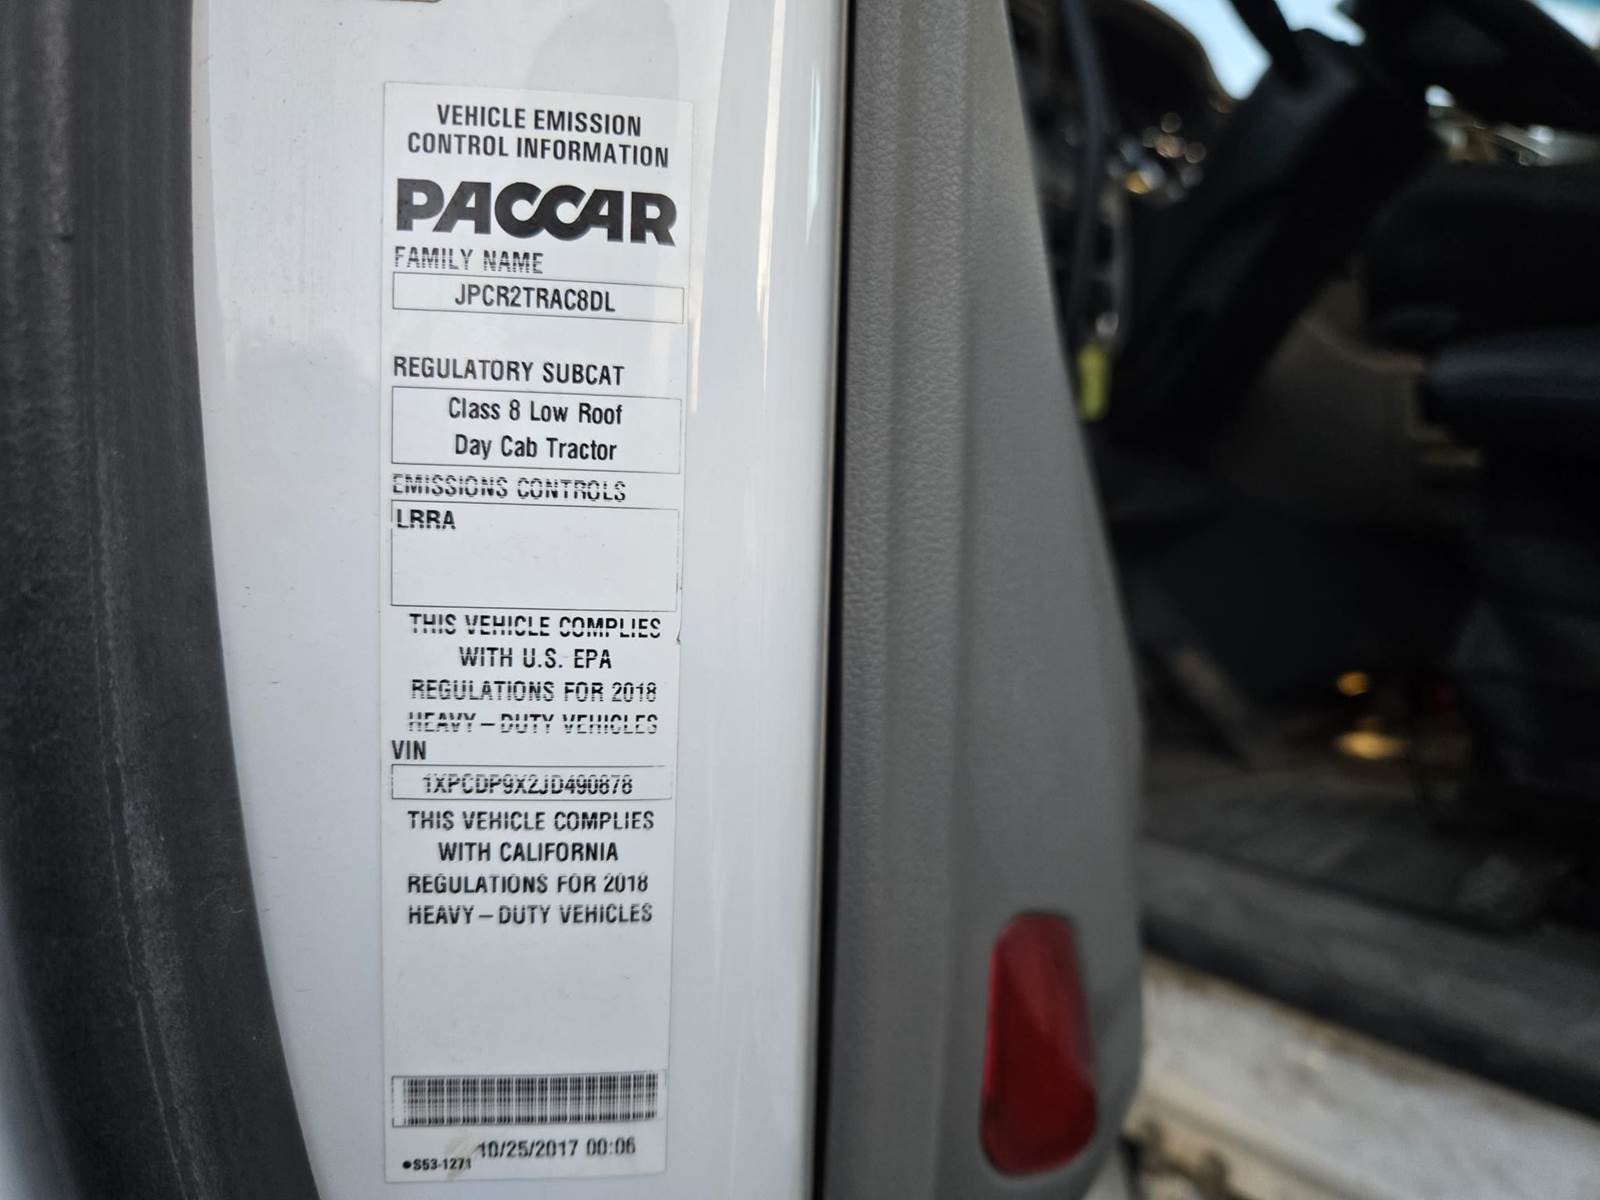 VEHICLE EMISSION
CONTROL INFORMATION
PACCAR
FAMILY NAME
JPCR2TRAC8DL
REGULATORY SUBCAT
Class 8 Low Roof
Day Cab Tractor
EMISSIONS CONTROLS
LRRA
THIS VEHICLE COMPLIES
WITH U.S. EPA
REGULATIONS FOR 2018
HEAVY-DUTY VEHICLES
VIN
1XPCDP9X2JD490878
THIS VEHICLE COMPLIES
WITH CALIFORNIA
REGULATIONS FOR 2018
HEAVY-DUTY VEHICLES
10/25/2017 00:06
●S53-1271